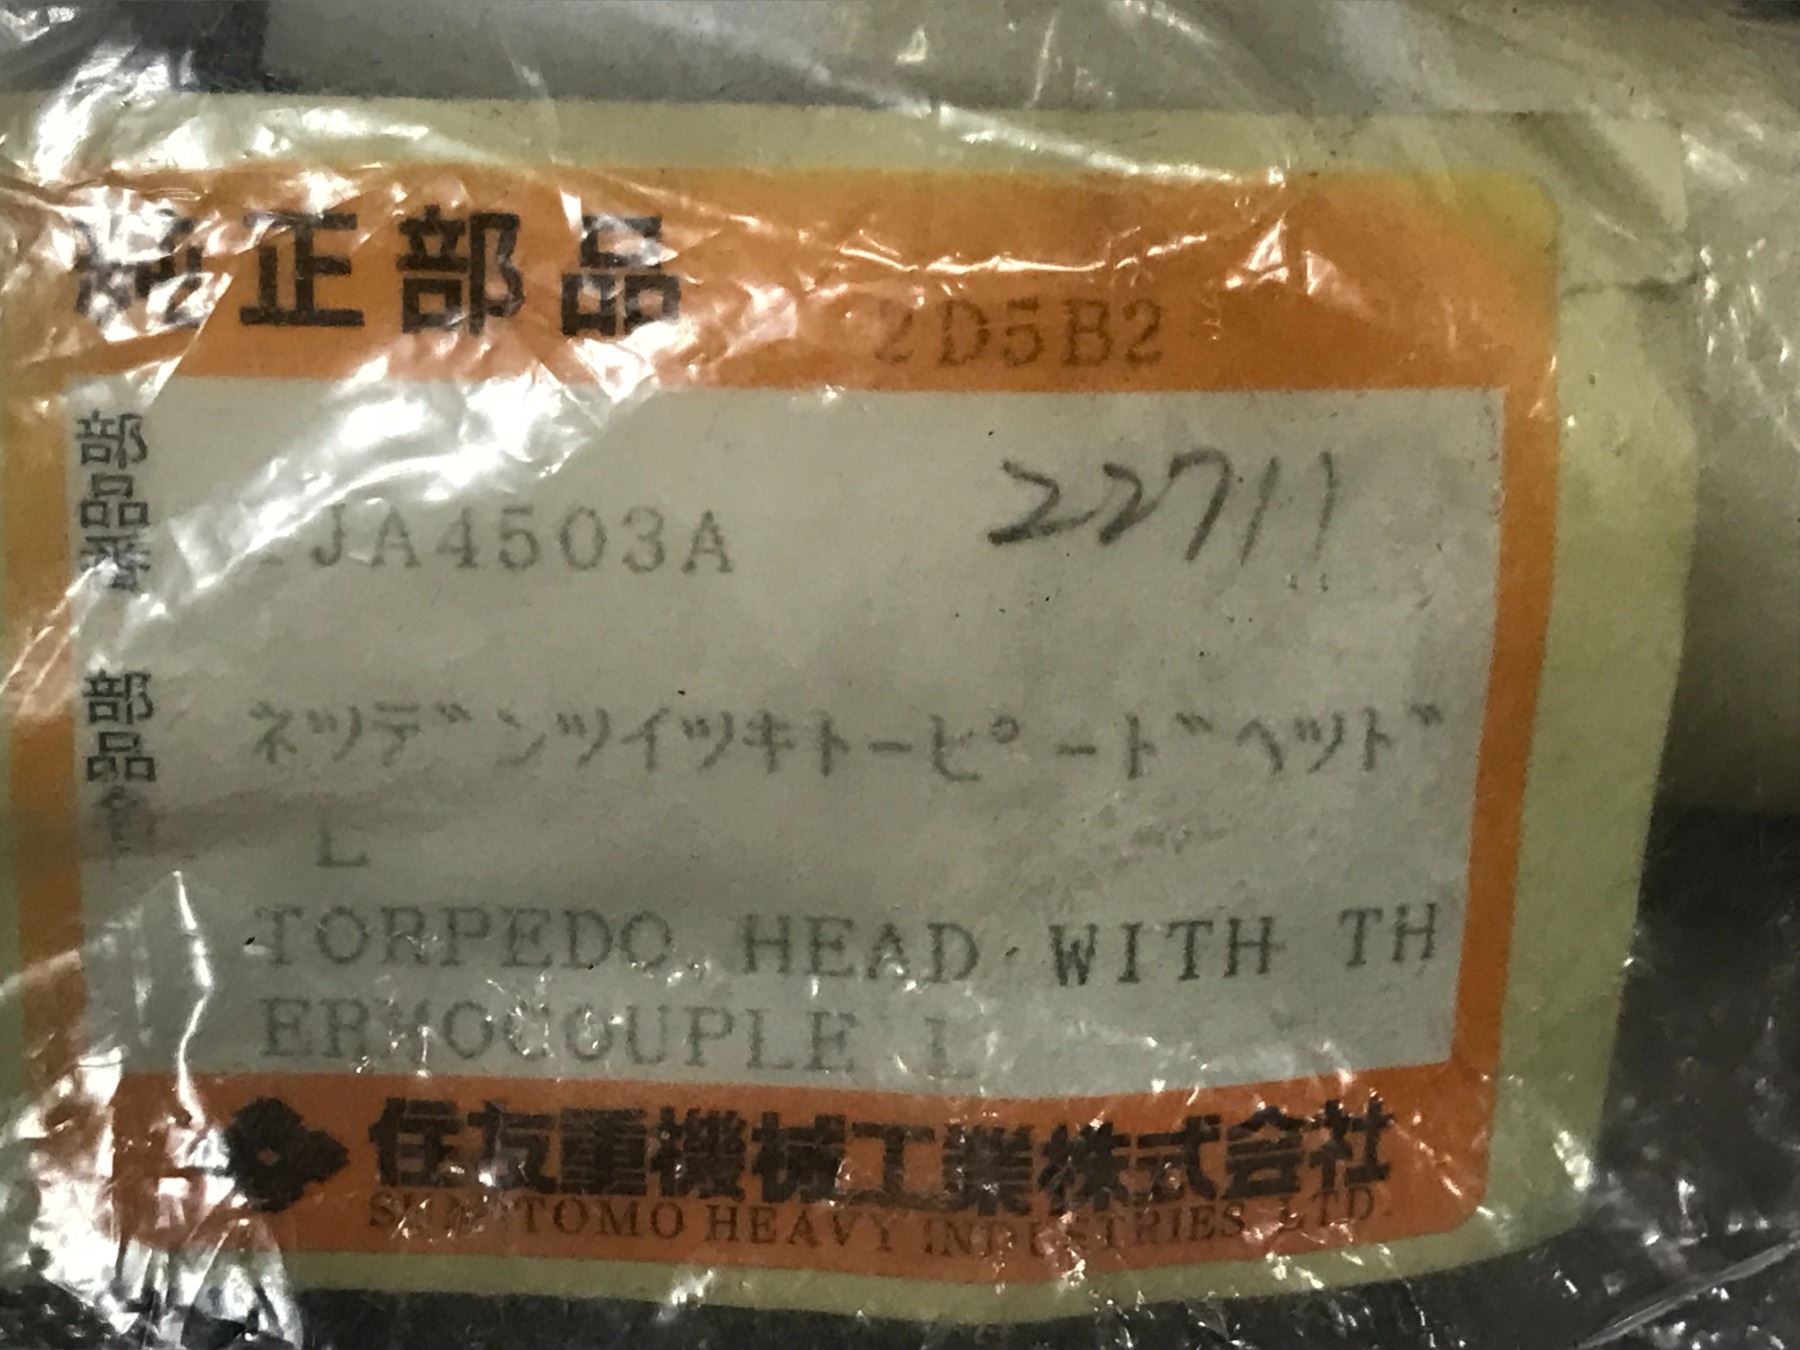 純正部品
2D5B2
部品番
JA4503A
22711
部品名
ネツデンツイツキトーピードヘツド
L
TORPEDO HEAD WITH TH
ERMOCOUPLE L
住友重機械工業株式会社
SUMITOMO HEAVY INDUSTRIES, LTD.